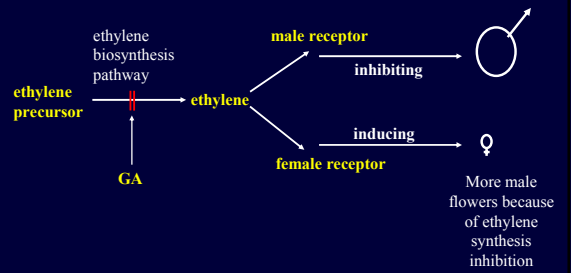 ethylene
biosynthesis
pathway
ethylene
precursor
GA
ethylene
male receptor
inhibiting
female receptor
inducing
More male
flowers because
of ethylene
synthesis
inhibition